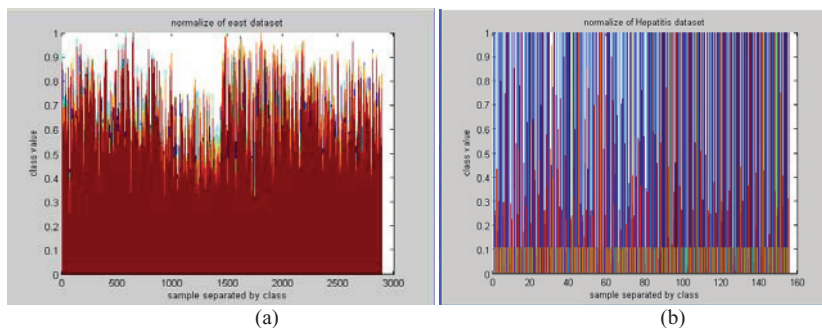 normalize of east dataset
1
0.9
0.8
0.7
0.6
0.5
0.4
0.3
0.2
0.1
0
class value
0 500 1000 1500 2000 2500 3000
sample separated by class
(a)
normalize of Hepatitis dataset
1
0.9
0.8
0.7
0.6
0.5
0.4
0.3
0.2
0.1
0
class value
0 20 40 60 80 100 120 140 160
sample separated by class
(b)